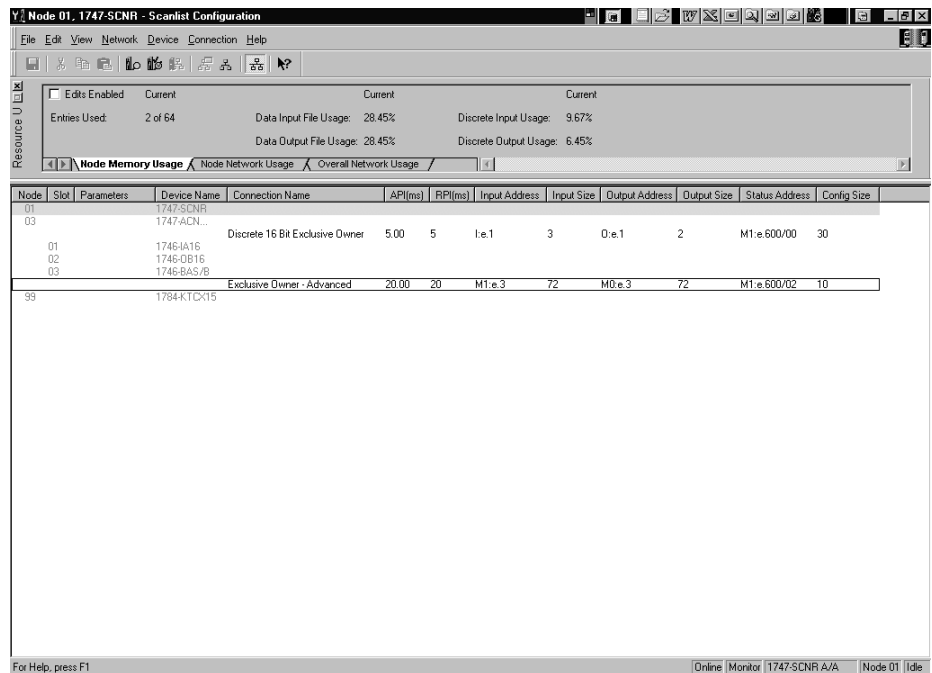 Node 01, 1747-SCNR - Scanlist Configuration
File Edit View Network Device Connection Help
Resource U
Edits Enabled Current Current Current
Entries Used: 2 of 64 Data Input File Usage: 28.45% Discrete Input Usage: 9.67%
Data Output File Usage: 28.45% Discrete Output Usage: 6.45%
Node Memory Usage Node Network Usage Overall Network Usage
Node Slot Parameters Device Name Connection Name API(ms) RPI(ms) Input Address Input Size Output Address Output Size Status Address Config Size
01 1747-SCNR
03 1747-ACN...
Discrete 16 Bit Exclusive Owner 5.00 5 I:e.1 3 O:e.1 2 M1:e.600/00 30
01 1746-IA16
02 1746-OB16
03 1746-BAS/B
Exclusive Owner - Advanced 20.00 20 M1:e.3 72 M0:e.3 72 M1:e.600/02 10
99 1784-KTCX15
For Help, press F1 Online Monitor 1747-SCNR A/A Node 01 Idle